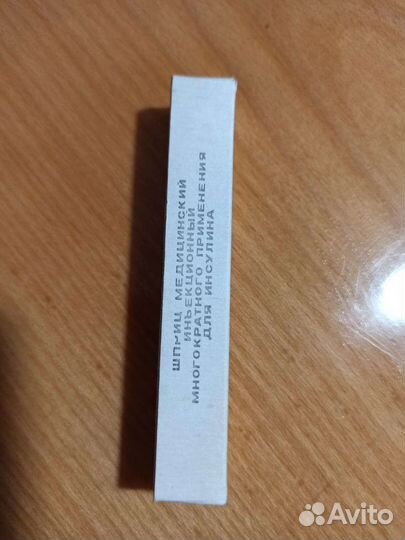 ШПРИЦ МЕДИЦИНСКИЙ
ИНЪЕКЦИОННЫЙ
МНОГОКРАТНОГО ПРИМЕНЕНИЯ
ДЛЯ ИНСУЛИНА
Avito